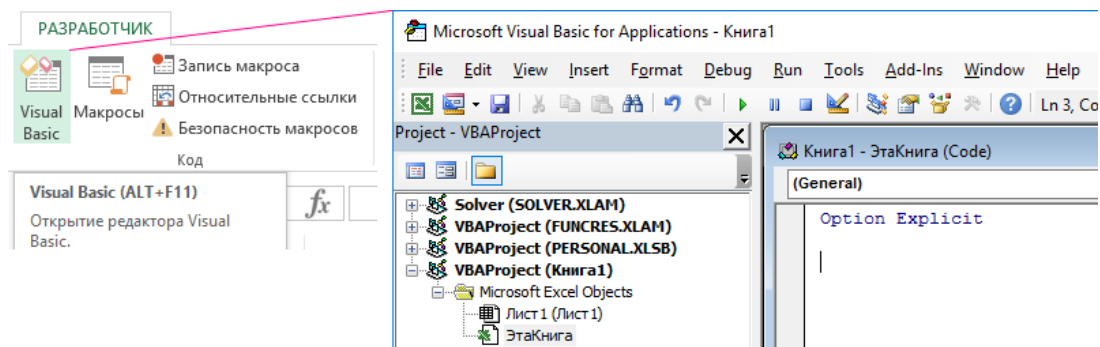 РАЗРАБОТЧИК
Visual Basic
Макросы
Запись макроса
Относительные ссылки
Безопасность макросов
Код
Visual Basic (ALT+F11)
Открытие редактора Visual
Basic.
fx
Microsoft Visual Basic for Applications - Книга1
File Edit View Insert Format Debug Run Tools Add-Ins Window Help
Ln 3, Co
Project - VBAProject
Solver (SOLVER.XLAM)
VBAProject (FUNCRES.XLAM)
VBAProject (PERSONAL.XLSB)
VBAProject (Книга1)
Microsoft Excel Objects
Лист1 (Лист1)
ЭтаКнига
Книга1 - ЭтаКнига (Code)
(General)
Option Explicit